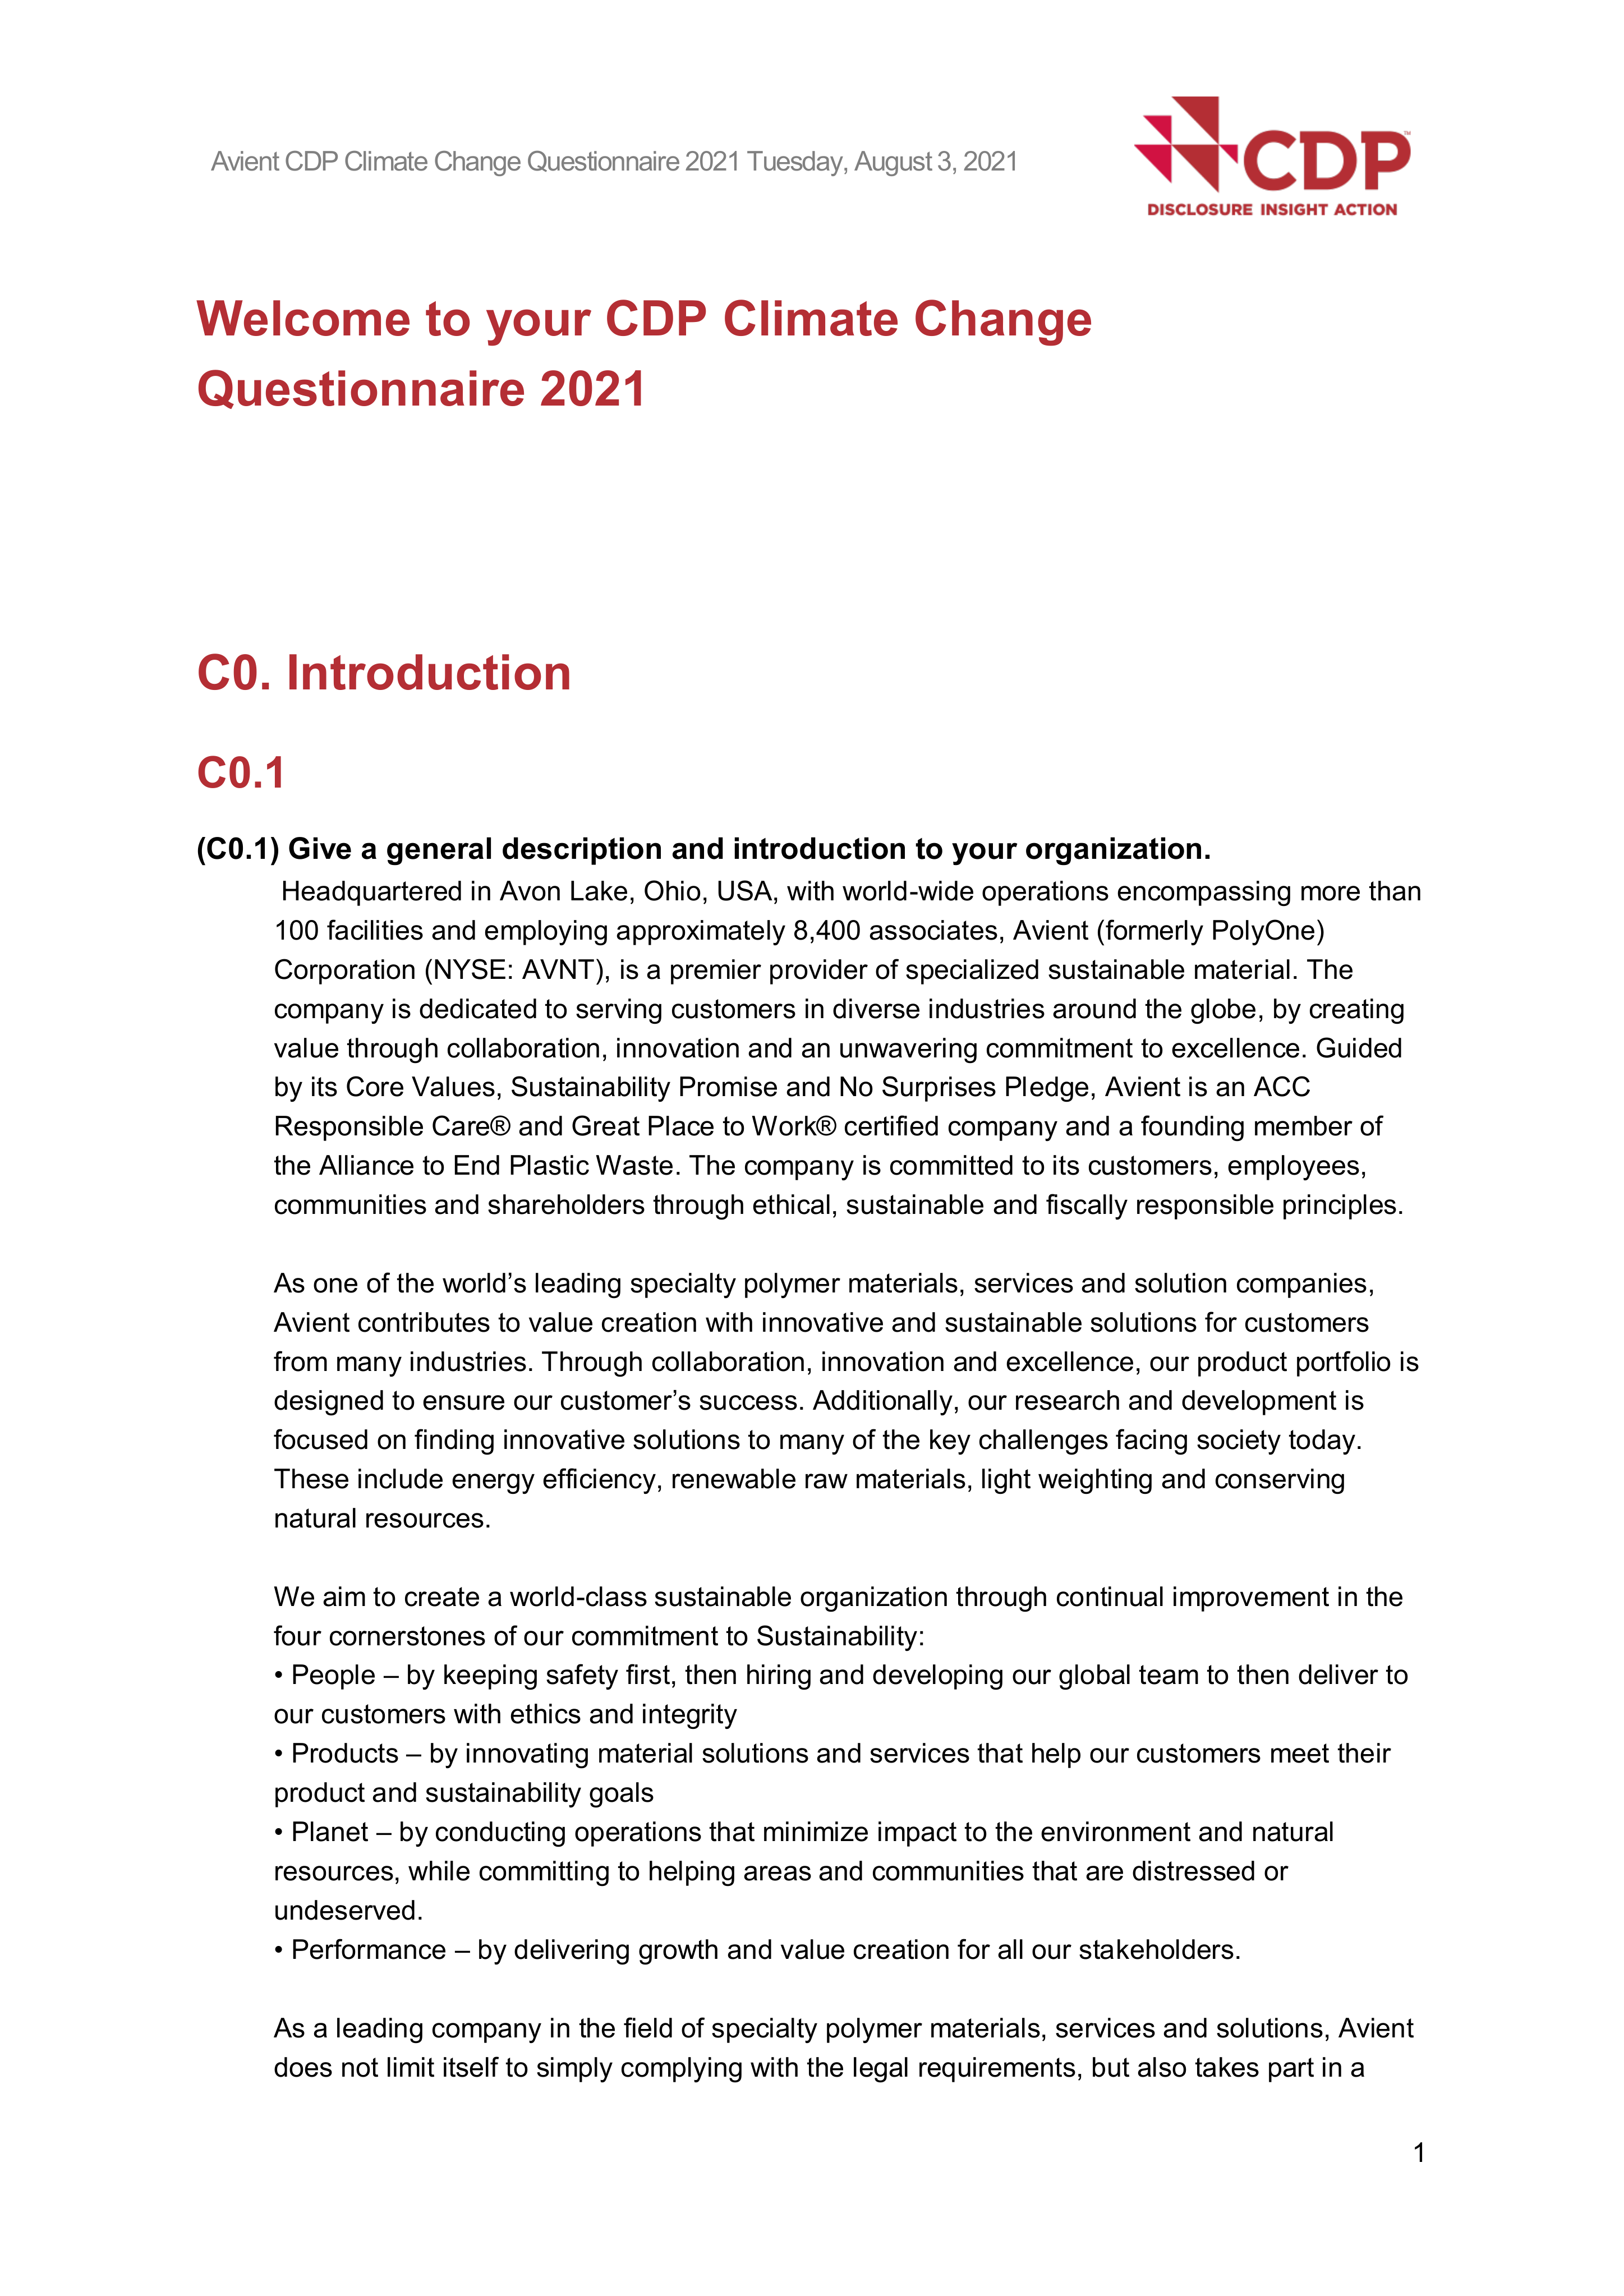 Avient CDP Climate Change Questionnaire 2021 Tuesday, August 3, 2021
CDP™
DISCLOSURE INSIGHT ACTION
Welcome to your CDP Climate Change
Questionnaire 2021
C0. Introduction
C0.1
(C0.1) Give a general description and introduction to your organization.
Headquartered in Avon Lake, Ohio, USA, with world-wide operations encompassing more than
100 facilities and employing approximately 8,400 associates, Avient (formerly PolyOne)
Corporation (NYSE: AVNT), is a premier provider of specialized sustainable material. The
company is dedicated to serving customers in diverse industries around the globe, by creating
value through collaboration, innovation and an unwavering commitment to excellence. Guided
by its Core Values, Sustainability Promise and No Surprises Pledge, Avient is an ACC
Responsible Care® and Great Place to Work® certified company and a founding member of
the Alliance to End Plastic Waste. The company is committed to its customers, employees,
communities and shareholders through ethical, sustainable and fiscally responsible principles.
As one of the world’s leading specialty polymer materials, services and solution companies,
Avient contributes to value creation with innovative and sustainable solutions for customers
from many industries. Through collaboration, innovation and excellence, our product portfolio is
designed to ensure our customer’s success. Additionally, our research and development is
focused on finding innovative solutions to many of the key challenges facing society today.
These include energy efficiency, renewable raw materials, light weighting and conserving
natural resources.
We aim to create a world-class sustainable organization through continual improvement in the
four cornerstones of our commitment to Sustainability:
• People – by keeping safety first, then hiring and developing our global team to then deliver to
our customers with ethics and integrity
• Products – by innovating material solutions and services that help our customers meet their
product and sustainability goals
• Planet – by conducting operations that minimize impact to the environment and natural
resources, while committing to helping areas and communities that are distressed or
undeserved.
• Performance – by delivering growth and value creation for all our stakeholders.
As a leading company in the field of specialty polymer materials, services and solutions, Avient
does not limit itself to simply complying with the legal requirements, but also takes part in a
1